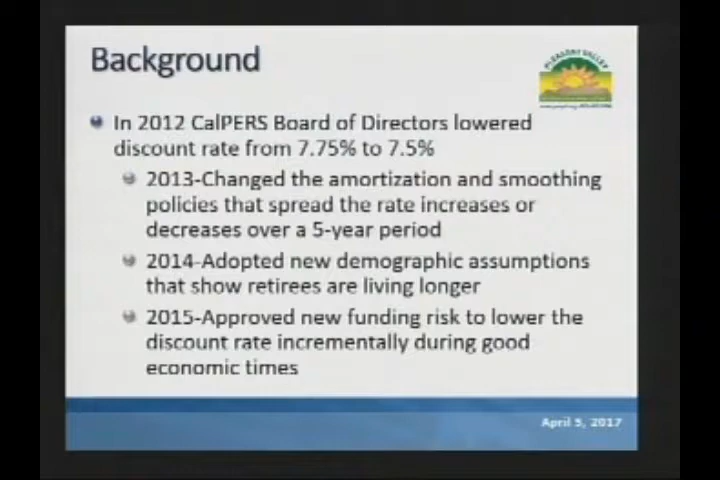 Background
PLEASANT VALLEY
In 2012 CalPERS Board of Directors lowered
discount rate from 7.75% to 7.5%
2013-Changed the amortization and smoothing
policies that spread the rate increases or
decreases over a 5-year period
2014-Adopted new demographic assumptions
that show retirees are living longer
2015-Approved new funding risk to lower the
discount rate incrementally during good
economic times
April 5, 2017